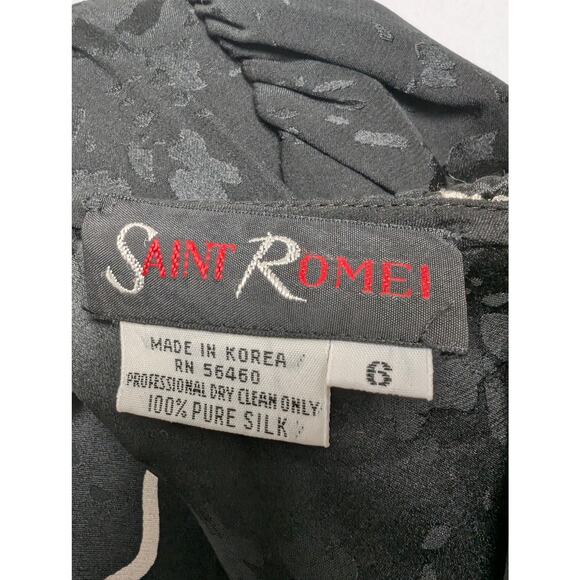 SAINT ROMEI
MADE IN KOREA
RN 56460
PROFESSIONAL DRY CLEAN ONLY
100% PURE SILK
6